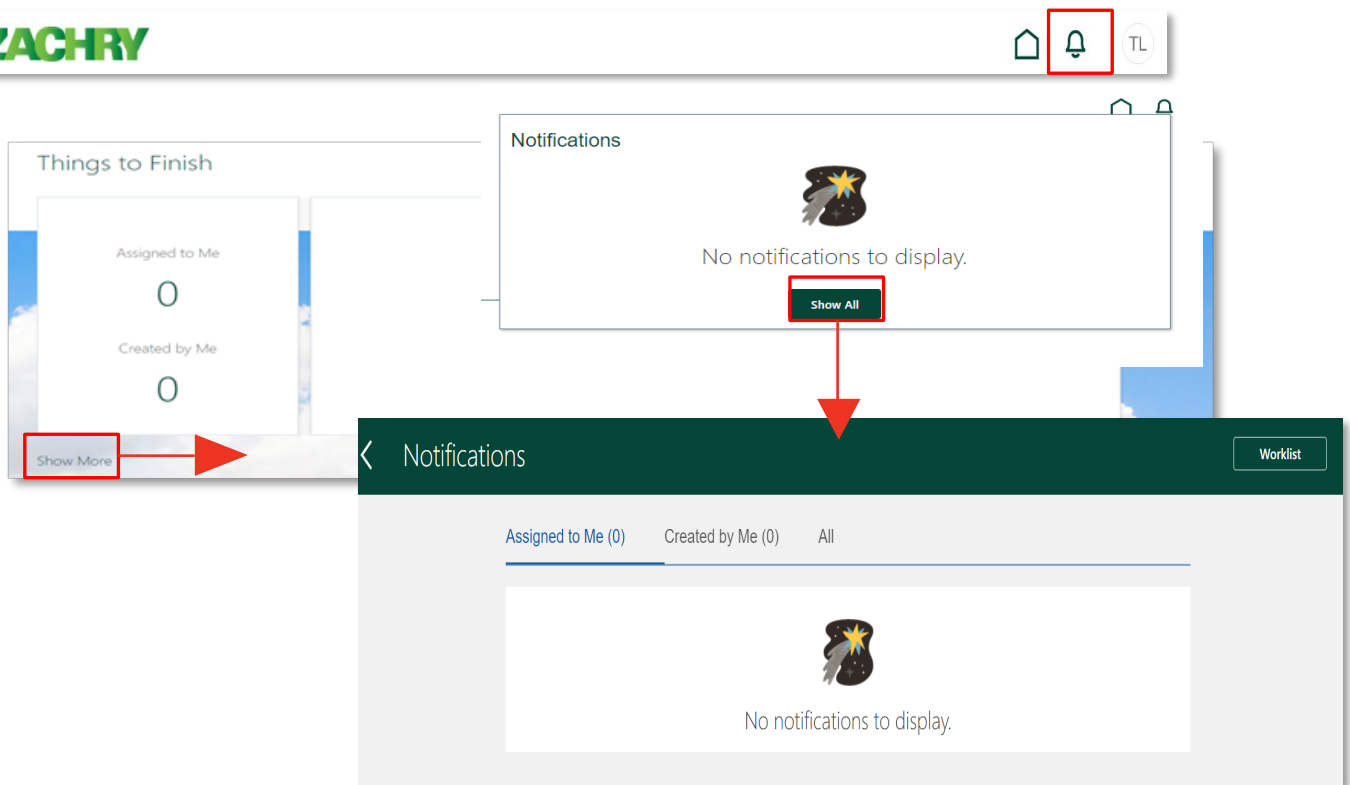 ZACHRY
TL
Notifications
Things to Finish
No notifications to display.
Show All
Assigned to Me
0
Created by Me
0
Show More
Notifications
Worklist
Assigned to Me (0)
Created by Me (0)
All
No notifications to display.